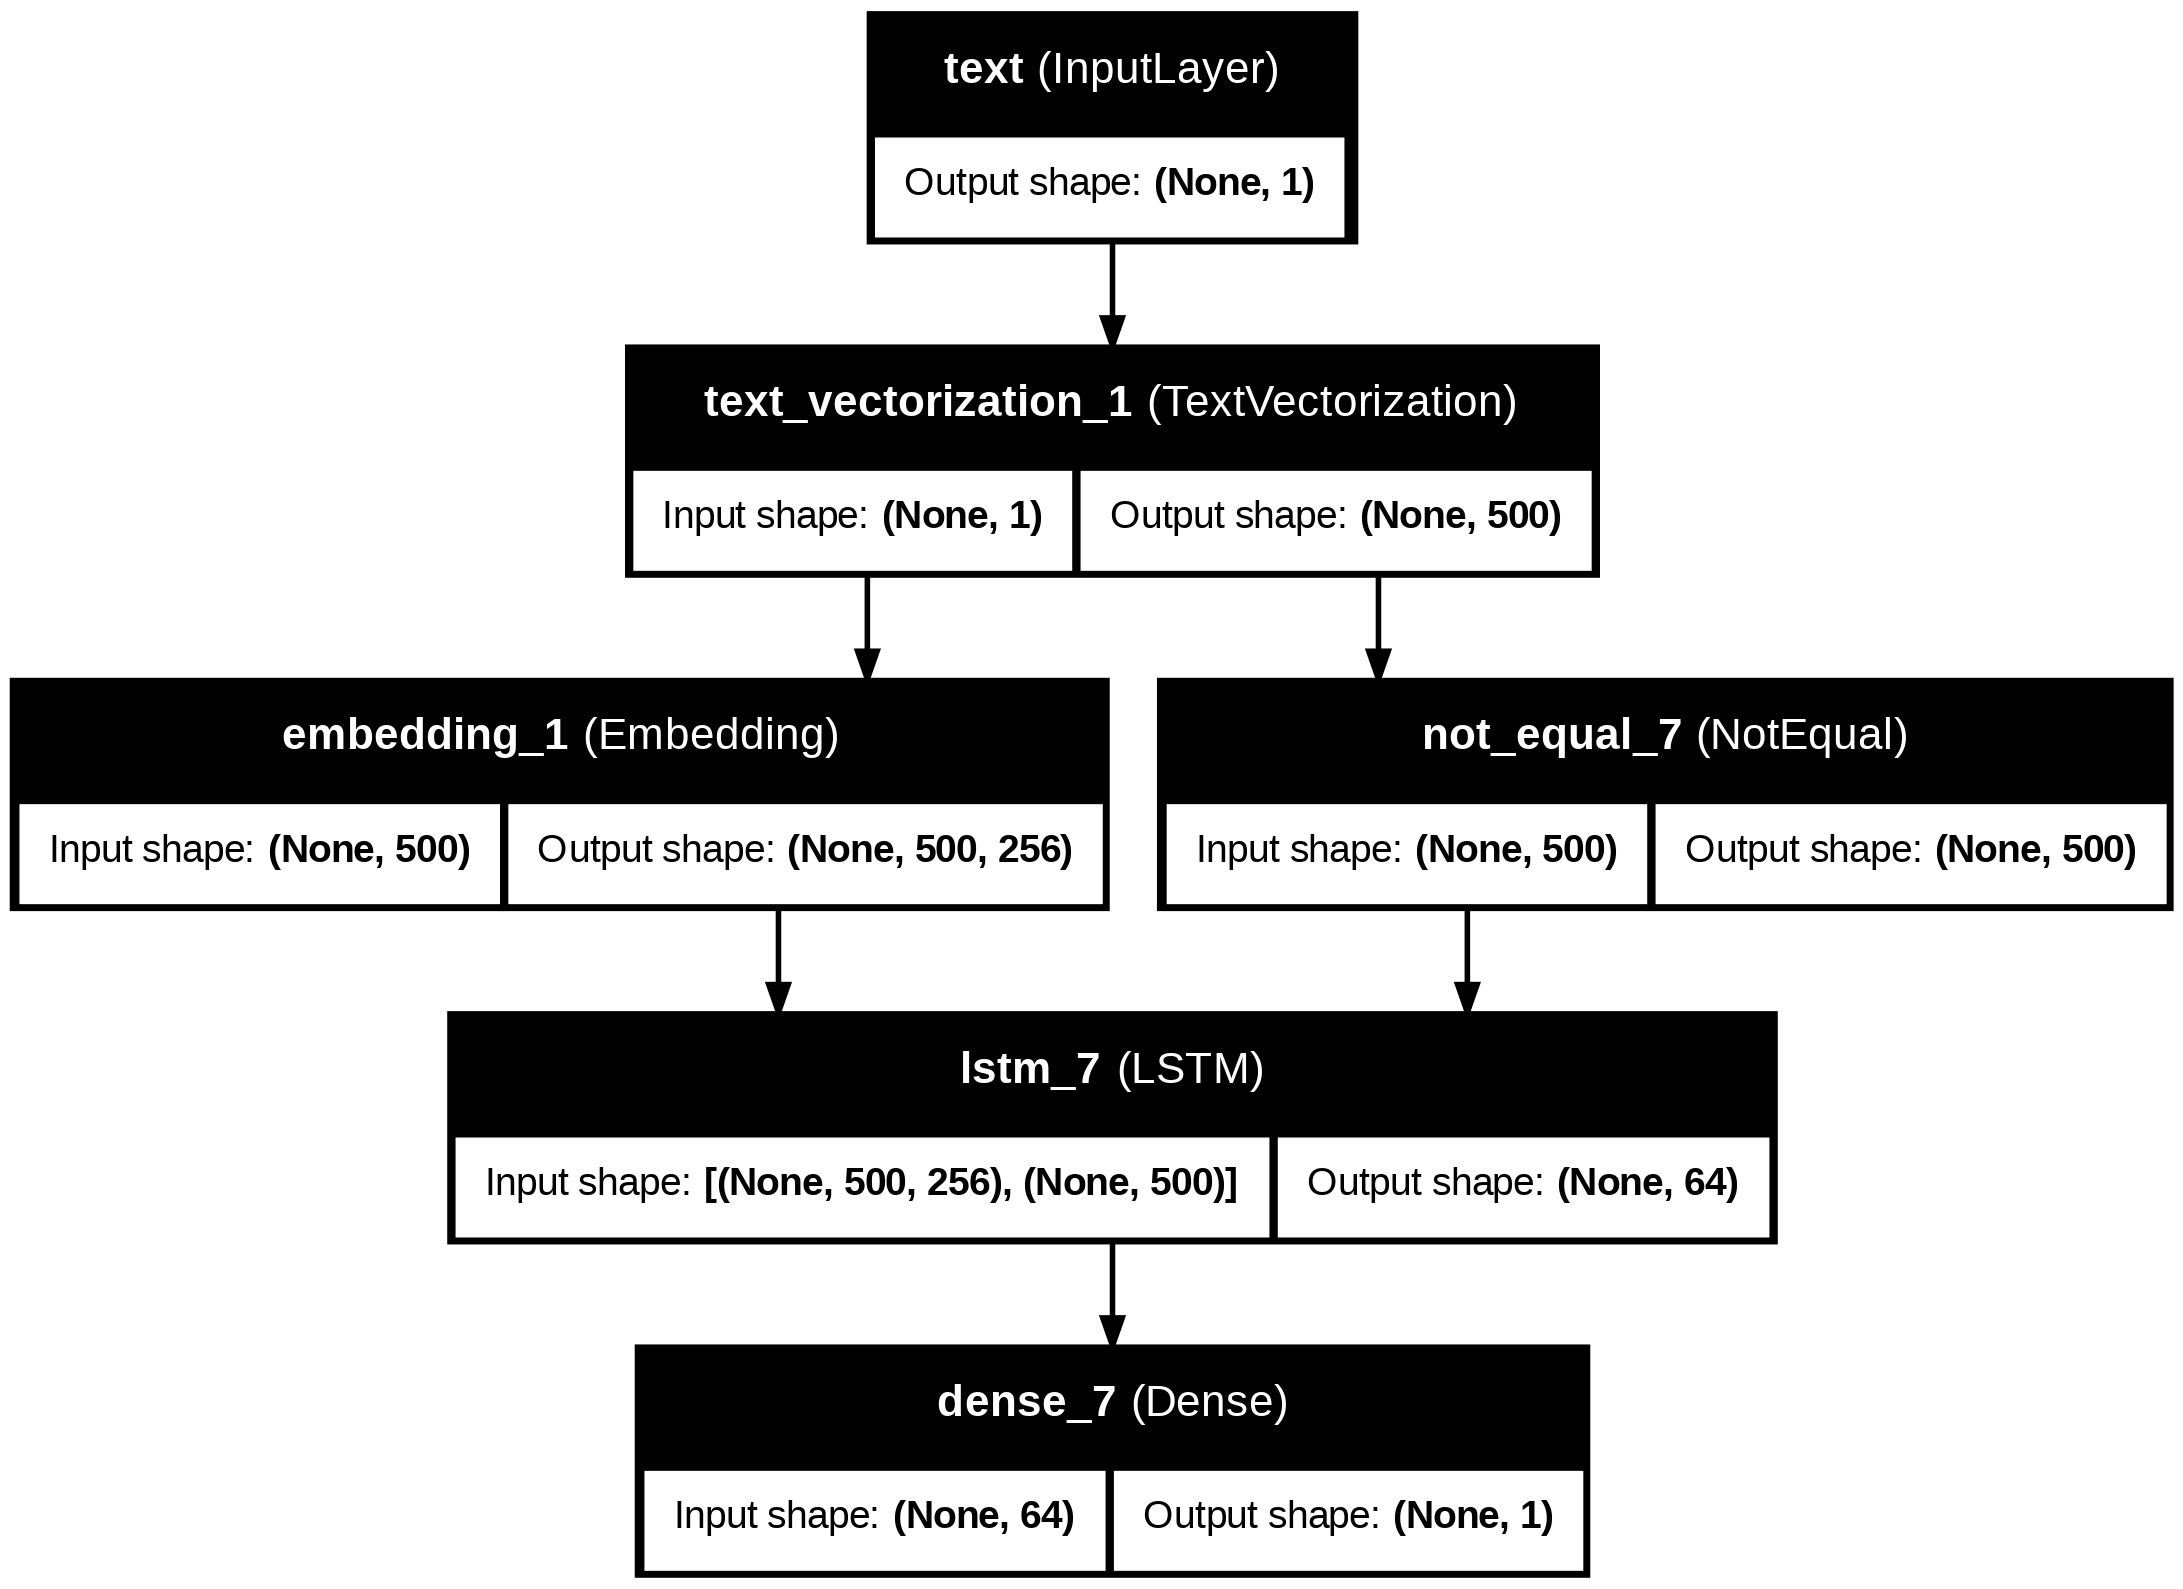 text (InputLayer)
Output shape: (None, 1)
text_vectorization_1 (TextVectorization)
Input shape: (None, 1)
Output shape: (None, 500)
embedding_1 (Embedding)
Input shape: (None, 500)
Output shape: (None, 500, 256)
not_equal_7 (NotEqual)
Input shape: (None, 500)
Output shape: (None, 500)
lstm_7 (LSTM)
Input shape: [(None, 500, 256), (None, 500)]
Output shape: (None, 64)
dense_7 (Dense)
Input shape: (None, 64)
Output shape: (None, 1)